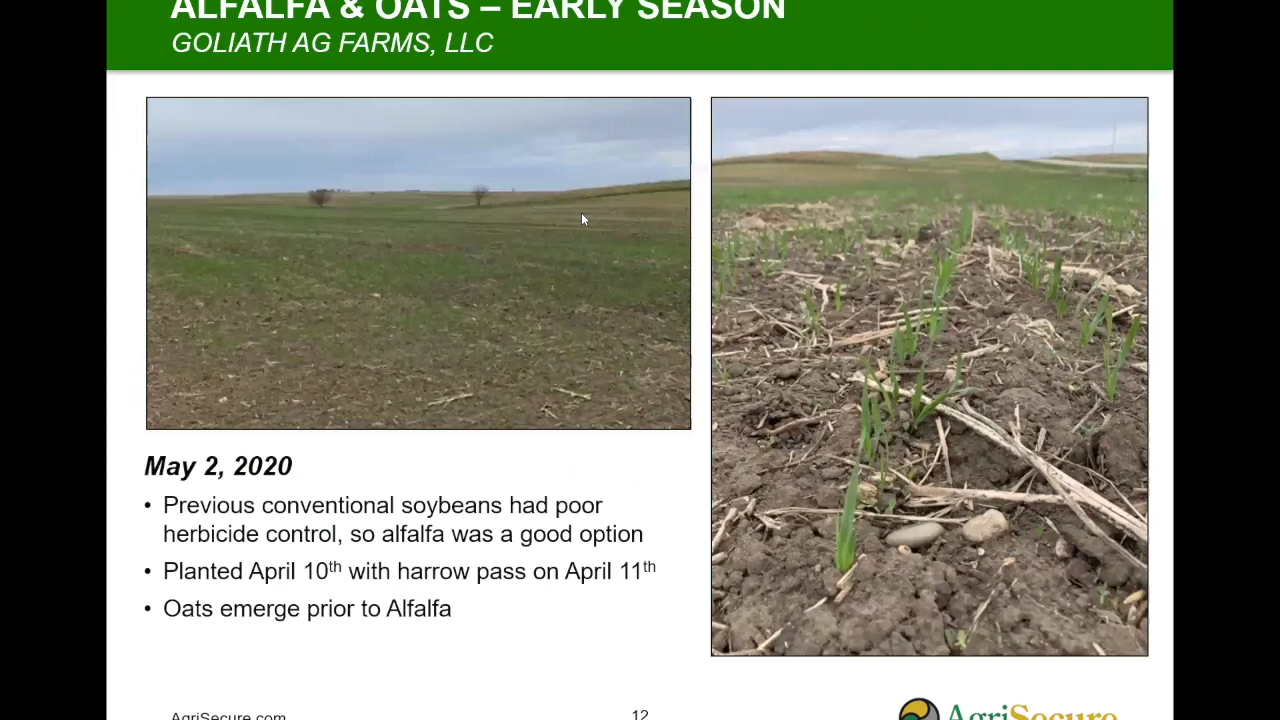 ALFALFA & OATS – EARLY SEASON
GOLIATH AG FARMS, LLC
May 2, 2020
• Previous conventional soybeans had poor
herbicide control, so alfalfa was a good option
• Planted April 10th with harrow pass on April 11th
• Oats emerge prior to Alfalfa
AgriSecure.com
12
AgriSecure